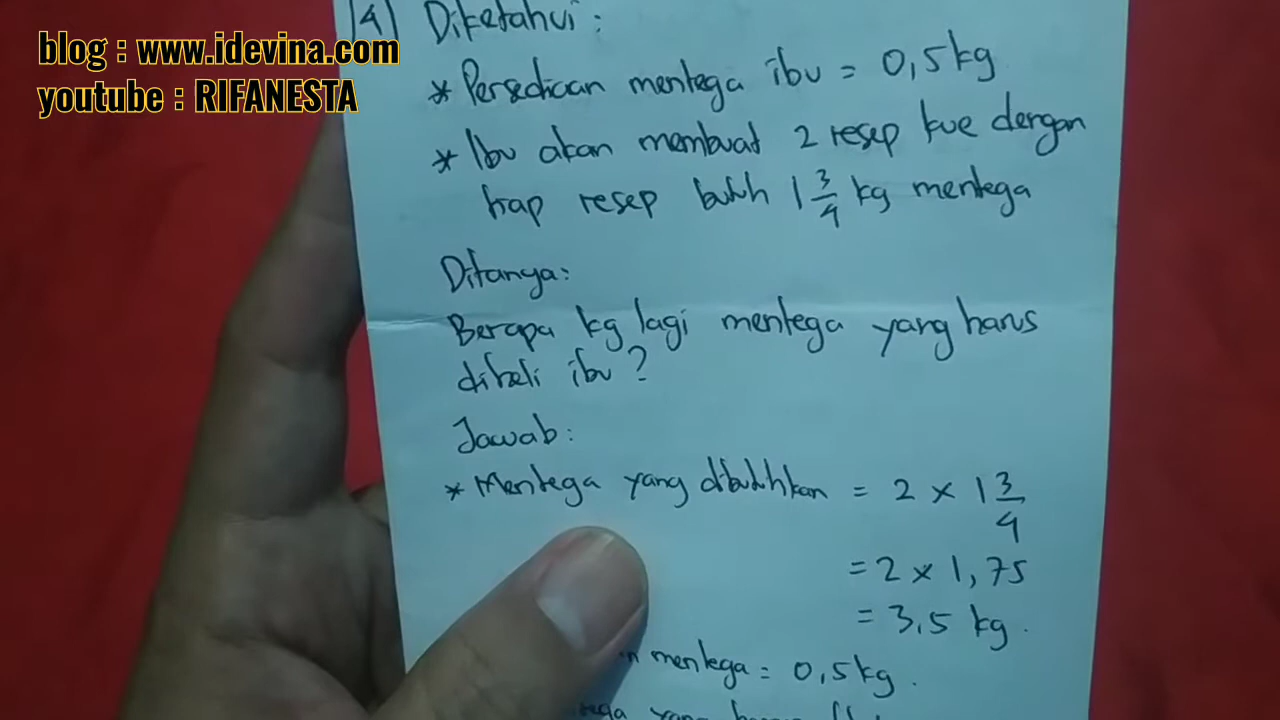 blog : www.idevina.com
youtube : RIFANESTA
14) Diketahui :
* Persediaan mentega ibu = 0,5 kg
* Ibu akan membuat 2 resep kue dengan
tiap resep butuh 1 3/4 kg mentega
Ditanya:
Berapa kg lagi mentega yang harus
dibeli ibu ?
Jawab:
* Mentega yang dibutuhkan = 2 × 1 3/4
= 2 × 1,75
= 3,5 kg.
mentega = 0,5 kg.
yang